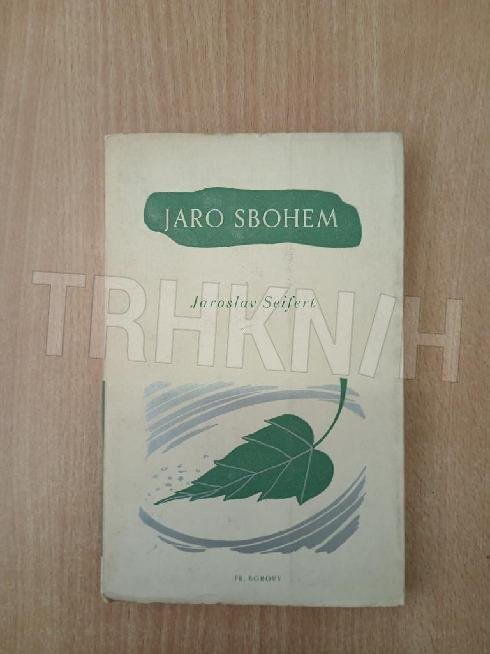 JARO SBOHEM
Jaroslav Seifert
TRHKNIH
FR. BOROVÝ